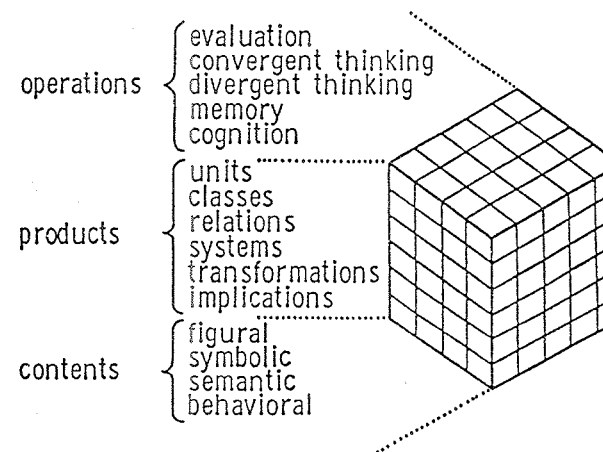 operations
evaluation
convergent thinking
divergent thinking
memory
cognition
products
units
classes
relations
systems
transformations
implications
contents
figural
symbolic
semantic
behavioral